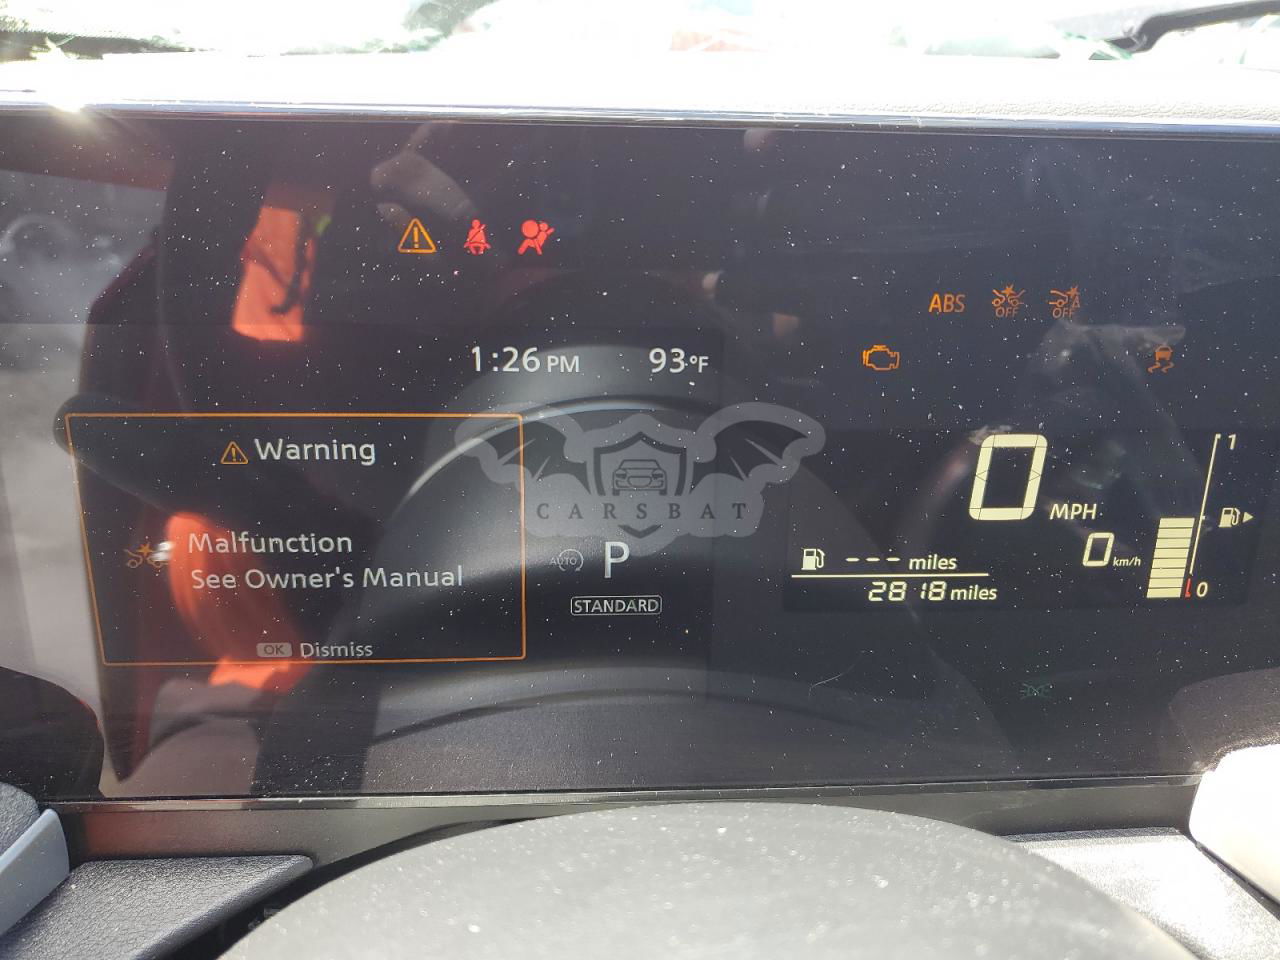 ABS
OFF
OFF
1:26 PM 93°F
Warning
Malfunction
See Owner's Manual
OK Dismiss
CARSBAT
AUTO
P
STANDARD
0 MPH
0 km/h
--- miles
2818 miles
1
0